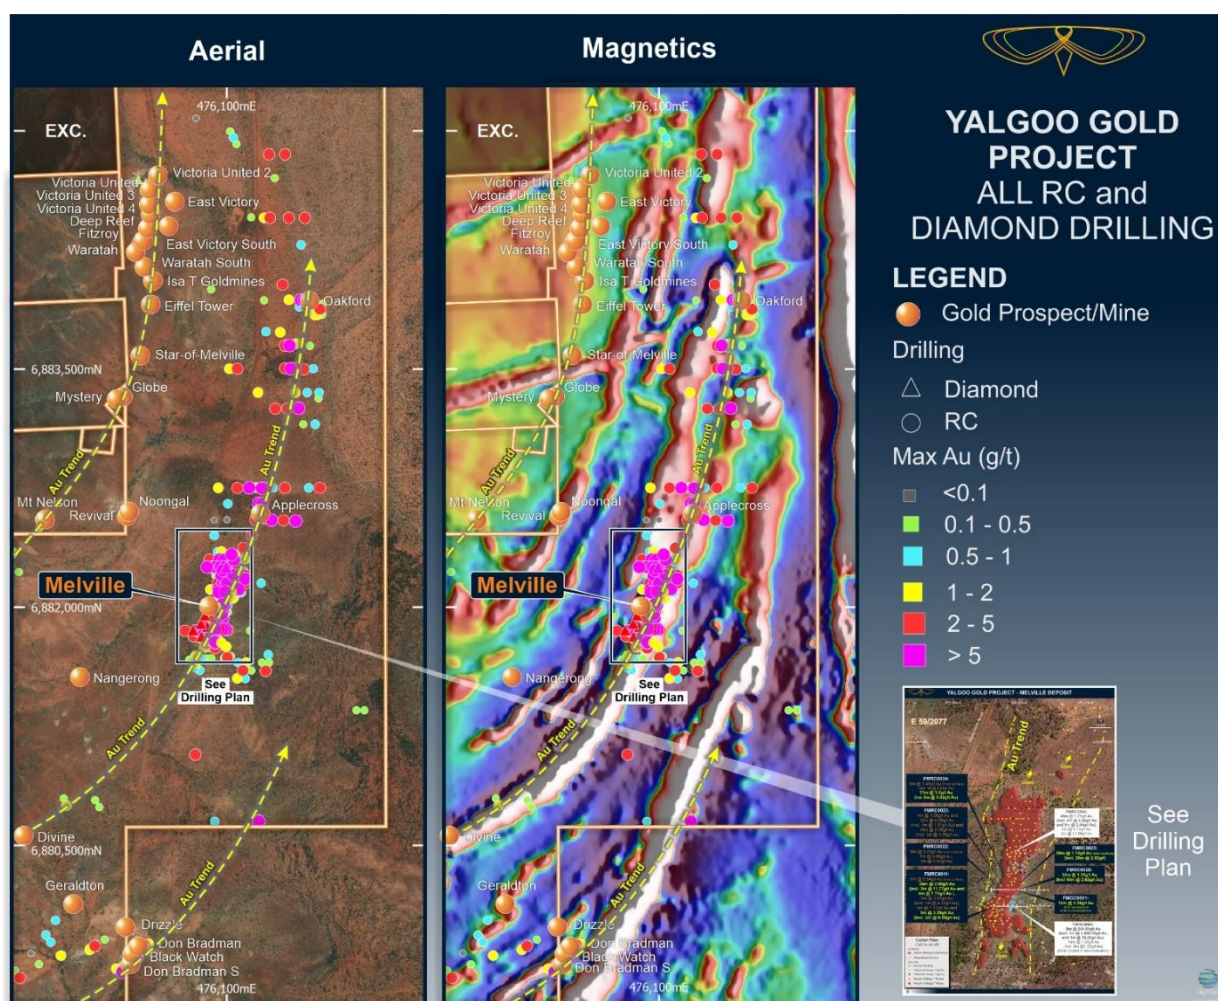 Aerial
Magnetics
YALGOO GOLD
PROJECT
ALL RC and
DIAMOND DRILLING
LEGEND
Gold Prospect/Mine
Drilling
Diamond
RC
Max Au (g/t)
<0.1
0.1 - 0.5
0.5 - 1
1 - 2
2 - 5
> 5
476,100mE
EXC.
Victoria United 2
Victoria United
Victoria United 3
Victoria United 4
East Victory
Deep Reef
Fitzroy
East Victory South
Waratah
Waratah South
Isa T Goldmines
Eiffel Tower
Oakford
Star-of-Melville
6,883,500mN
Globe
Mystery
Au Trend
Au Trend
Mt Nelson
Noongal
Revival
Applecross
Melville
6,882,000mN
Nangerong
See
Drilling Plan
Au Trend
Au Trend
Divine
6,880,500mN
Geraldton
Drizzle
Don Bradman
Black Watch
Don Bradman S
476,100mE
476,100mE
EXC.
Victoria United 2
Victoria United
Victoria United 3
Victoria United 4
East Victory
Deep Reef
Fitzroy
East Victory South
Waratah
Waratah South
Isa T Goldmines
Eiffel Tower
Oakford
Star-of-Melville
Globe
Mystery
Au Trend
Au Trend
Mt Nelson
Noongal
Revival
Applecross
Melville
Nangerong
See
Drilling Plan
Au Trend
Au Trend
Divine
Geraldton
Drizzle
Don Bradman
Black Watch
Don Bradman S
476,100mE
YALGOO GOLD PROJECT - MELVILLE DEPOSIT
E 59/2077
Au Trend
See
Drilling
Plan